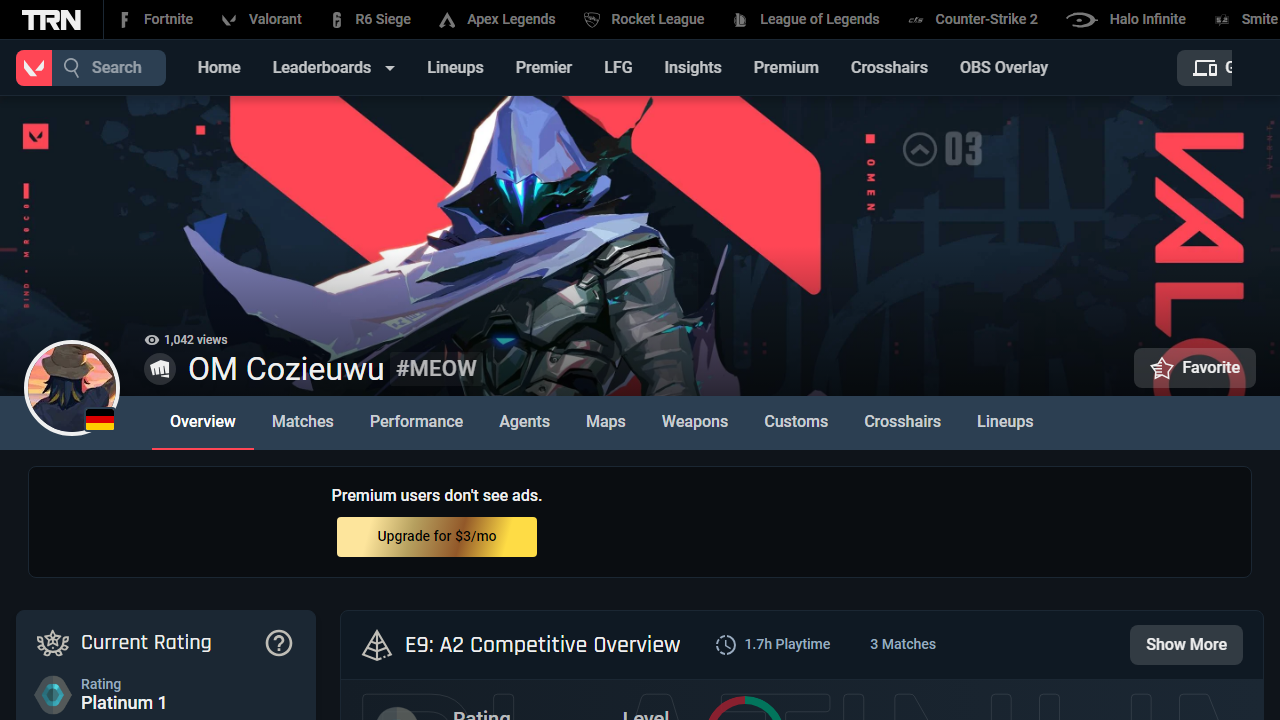 TRN Fortnite Valorant R6 Siege Apex Legends Rocket League League of Legends Counter-Strike 2 Halo Infinite Smite
Search Home Leaderboards Lineups Premier LFG Insights Premium Crosshairs OBS Overlay
03
OMEN
VALO
1,042 views
OM Cozieuwu #MEOW
Favorite
Overview Matches Performance Agents Maps Weapons Customs Crosshairs Lineups
Premium users don't see ads.
Upgrade for $3/mo
Current Rating ?
E9: A2 Competitive Overview 1.7h Playtime 3 Matches Show More
Rating
Platinum 1
Rating Level